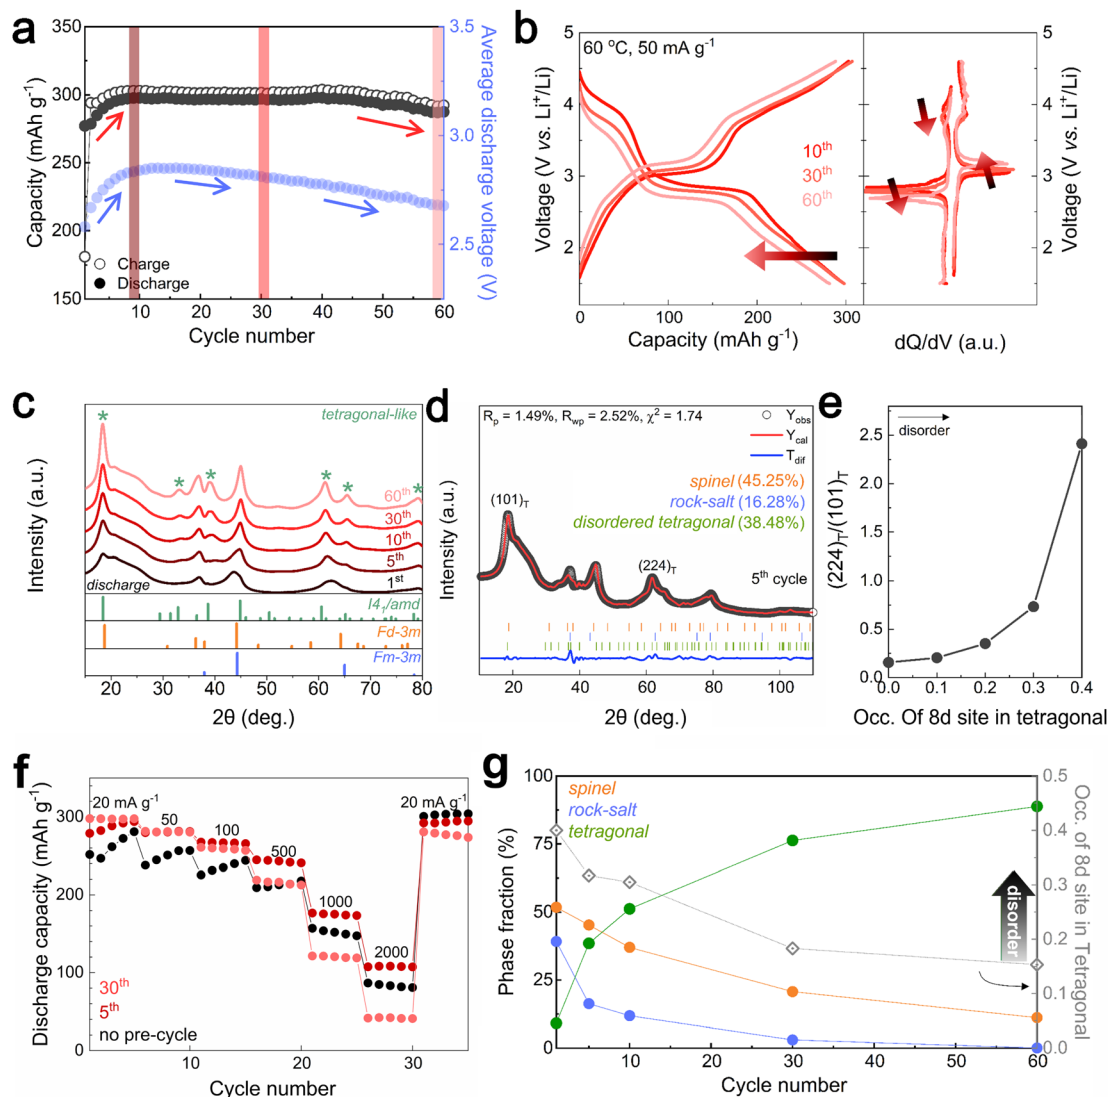 a
350
300
250
200
150
Capacity (mAh g⁻¹)
Charge
Discharge
10
20
30
40
50
60
Cycle number
3.5
3.0
2.5
Average discharge voltage (V)
b
60 °C, 50 mA g⁻¹
5
4
3
2
Voltage (V vs. Li⁺/Li)
10th
30th
60th
0
100
200
300
Capacity (mAh g⁻¹)
dQ/dV (a.u.)
5
4
3
2
Voltage (V vs. Li⁺/Li)
c
* tetragonal-like
* * * * *
Intensity (a.u.)
60th
30th
10th
5th
1st
discharge
I4₁/amd
Fd-3m
Fm-3m
20
30
40
50
60
70
80
2θ (deg.)
d
Rp = 1.49%, Rwp = 2.52%, χ² = 1.74
Yobs
Ycal
Tdif
spinel (45.25%)
rock-salt (16.28%)
disordered tetragonal (38.48%)
(101)T
(224)T
5th cycle
Intensity (a.u.)
20
40
60
80
100
2θ (deg.)
e
disorder
2.5
2.0
1.5
1.0
0.5
0.0
(224)T/(101)T
0.0
0.1
0.2
0.3
0.4
Occ. Of 8d site in tetragonal
f
20 mA g⁻¹
50
100
500
1000
2000
20 mA g⁻¹
300
200
100
0
Discharge capacity (mAh g⁻¹)
30th
5th
no pre-cycle
10
20
30
Cycle number
g
spinel
rock-salt
tetragonal
100
75
50
25
0
Phase fraction (%)
10
20
30
40
50
60
Cycle number
disorder
0.5
0.4
0.3
0.2
0.1
0.0
Occ. of 8d site in Tetragonal